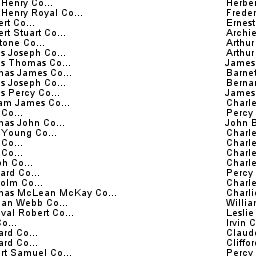 Henry Co... Herber
Henry Royal Co... Freder
ert Co... Ernest
ert Stuart Co... Archie
tone Co... Arthur
s Joseph Co... Arthur
s Thomas Co... James
nas James Co... Barnet
s Joseph Co... Bernar
s Percy Co... James
am James Co... Charle
Co... Percy
nas John Co... John B
Young Co... Charle
Co... Charle
Co... Charle
ph Co... Charle
ard Co... Percy
olm Co... Charle
nas McLean McKay Co... Charlie
an Webb Co... William
val Robert Co... Leslie
Co... Irvin C
ard Co... Claude
ard Co... Cliffor
rt Samuel Co... Percy